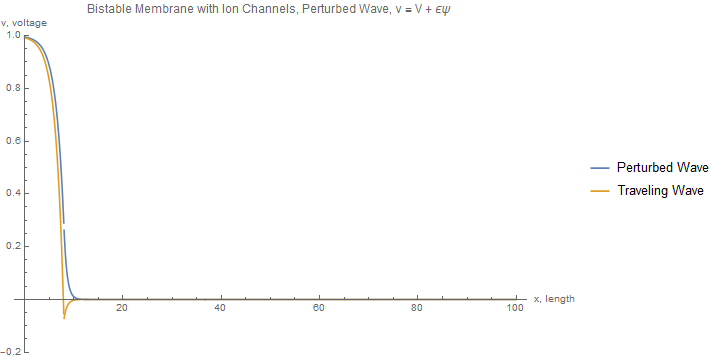 Bistable Membrane with Ion Channels, Perturbed Wave, v = V + ϵψ
v, voltage
1.0
0.8
0.6
0.4
0.2
-0.2
20
40
60
80
100
x, length
Perturbed Wave
Traveling Wave